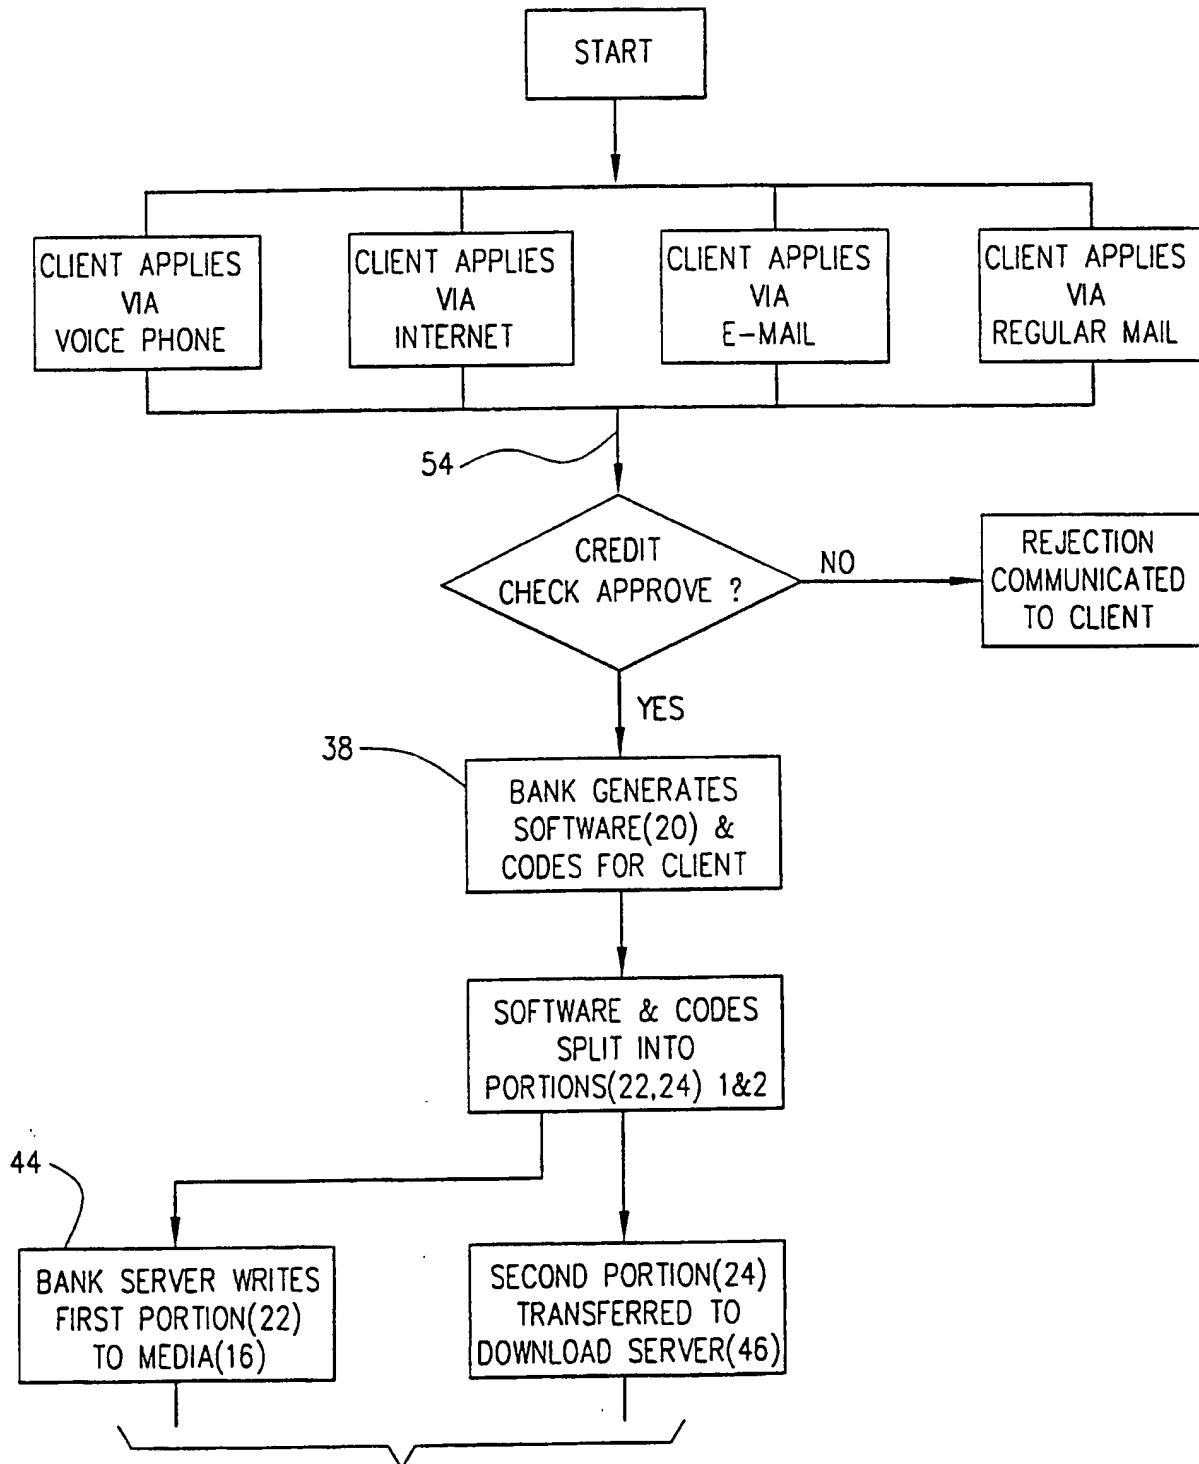 START
CLIENT APPLIES
VIA
VOICE PHONE
CLIENT APPLIES
VIA
INTERNET
CLIENT APPLIES
VIA
E-MAIL
CLIENT APPLIES
VIA
REGULAR MAIL
54
CREDIT
CHECK APPROVE ?
NO
REJECTION
COMMUNICATED
TO CLIENT
YES
38
BANK GENERATES
SOFTWARE(20) &
CODES FOR CLIENT
SOFTWARE & CODES
SPLIT INTO
PORTIONS(22,24) 1&2
44
BANK SERVER WRITES
FIRST PORTION(22)
TO MEDIA(16)
SECOND PORTION(24)
TRANSFERRED TO
DOWNLOAD SERVER(46)